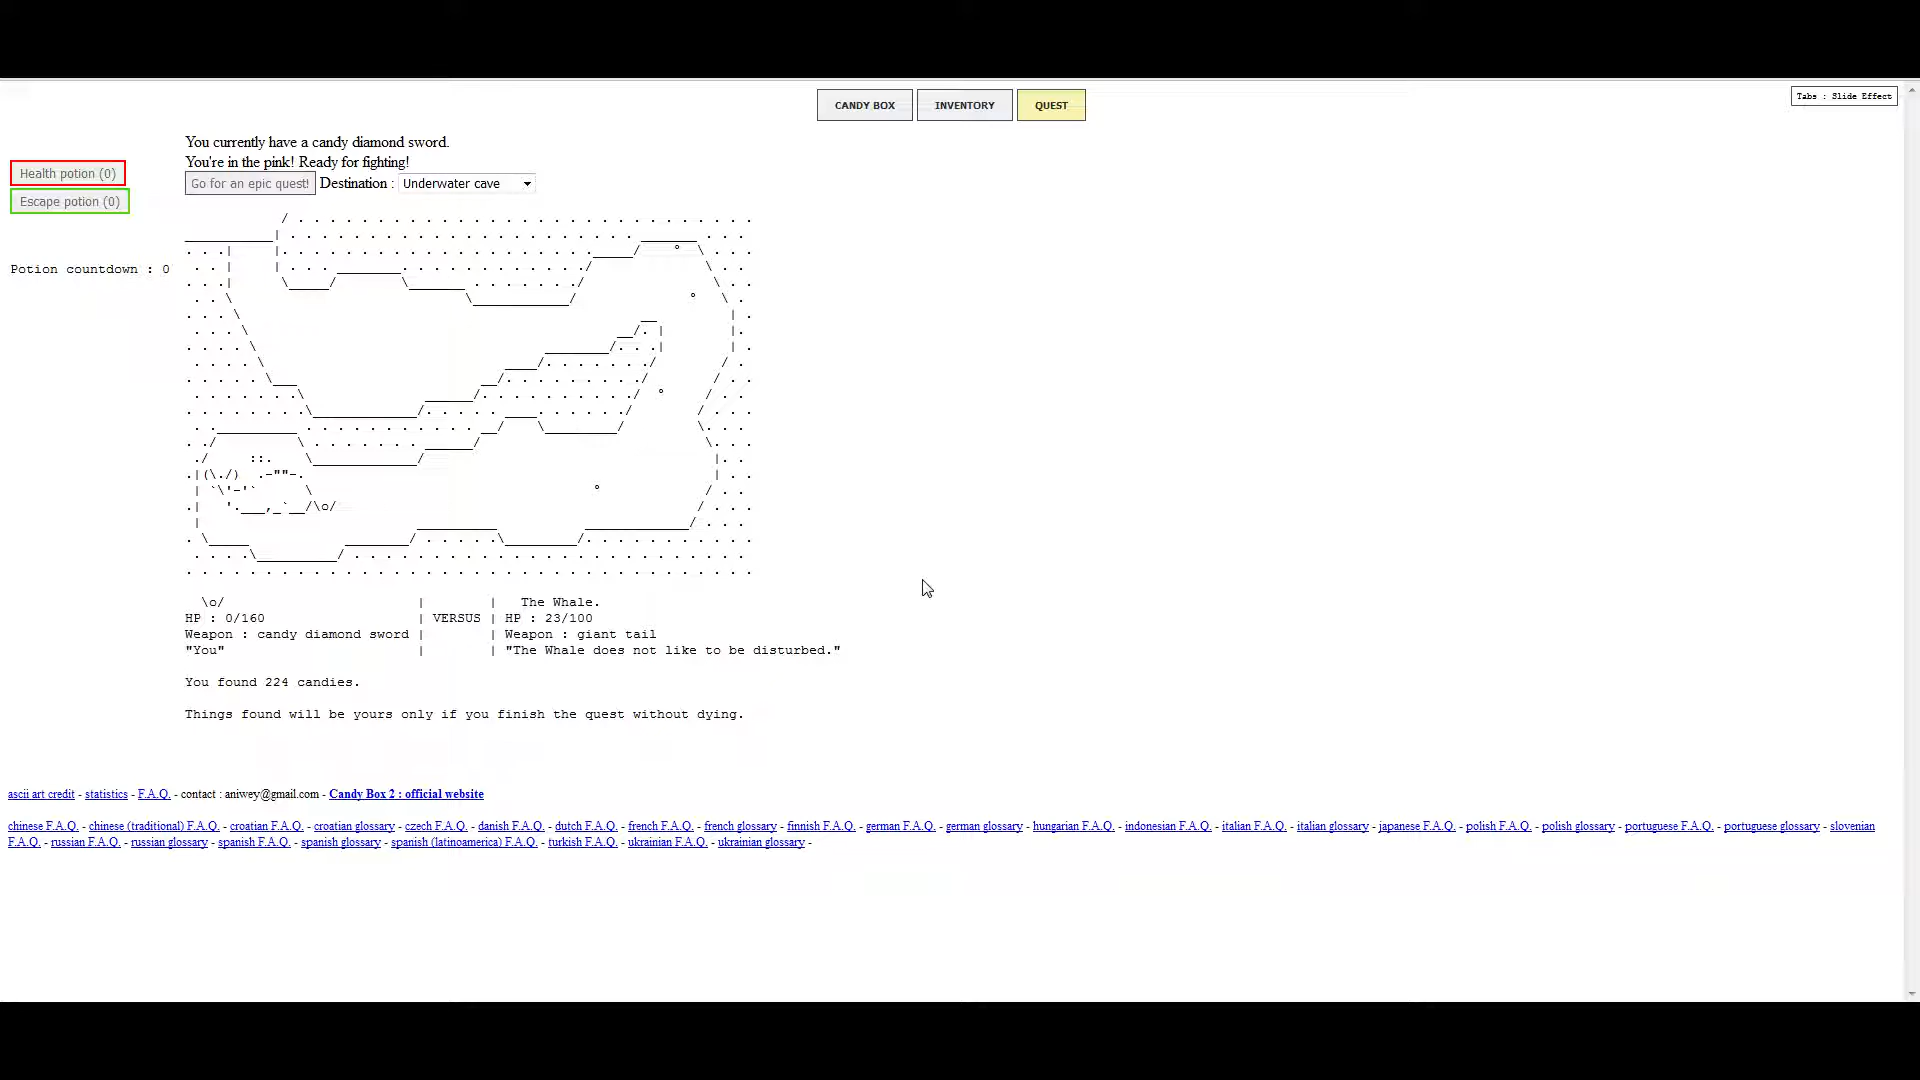 CANDY BOX INVENTORY QUEST
Tabs : Slide Effect
You currently have a candy diamond sword.
You're in the pink! Ready for fighting!
Health potion (0)
Go for an epic quest! Destination : Underwater cave
Escape potion (0)
Potion countdown : 0
\o/ | | The Whale.
HP : 0/160 | VERSUS | HP : 23/100
Weapon : candy diamond sword | | Weapon : giant tail
"You" | | "The Whale does not like to be disturbed."
You found 224 candies.
Things found will be yours only if you finish the quest without dying.
ascii art credit - statistics - F.A.Q. - contact : aniwey@gmail.com - Candy Box 2 : official website
chinese F.A.Q. - chinese (traditional) F.A.Q. - croatian F.A.Q. - croatian glossary - czech F.A.Q. - danish F.A.Q. - dutch F.A.Q. - french F.A.Q. - french glossary - finnish F.A.Q. - german F.A.Q. - german glossary - hungarian F.A.Q. - indonesian F.A.Q. - italian F.A.Q. - italian glossary - japanese F.A.Q. - polish F.A.Q. - polish glossary - portuguese F.A.Q. - portuguese glossary - slovenian
F.A.Q. - russian F.A.Q. - russian glossary - spanish F.A.Q. - spanish glossary - spanish (latinoamerica) F.A.Q. - turkish F.A.Q. - ukrainian F.A.Q. - ukrainian glossary -